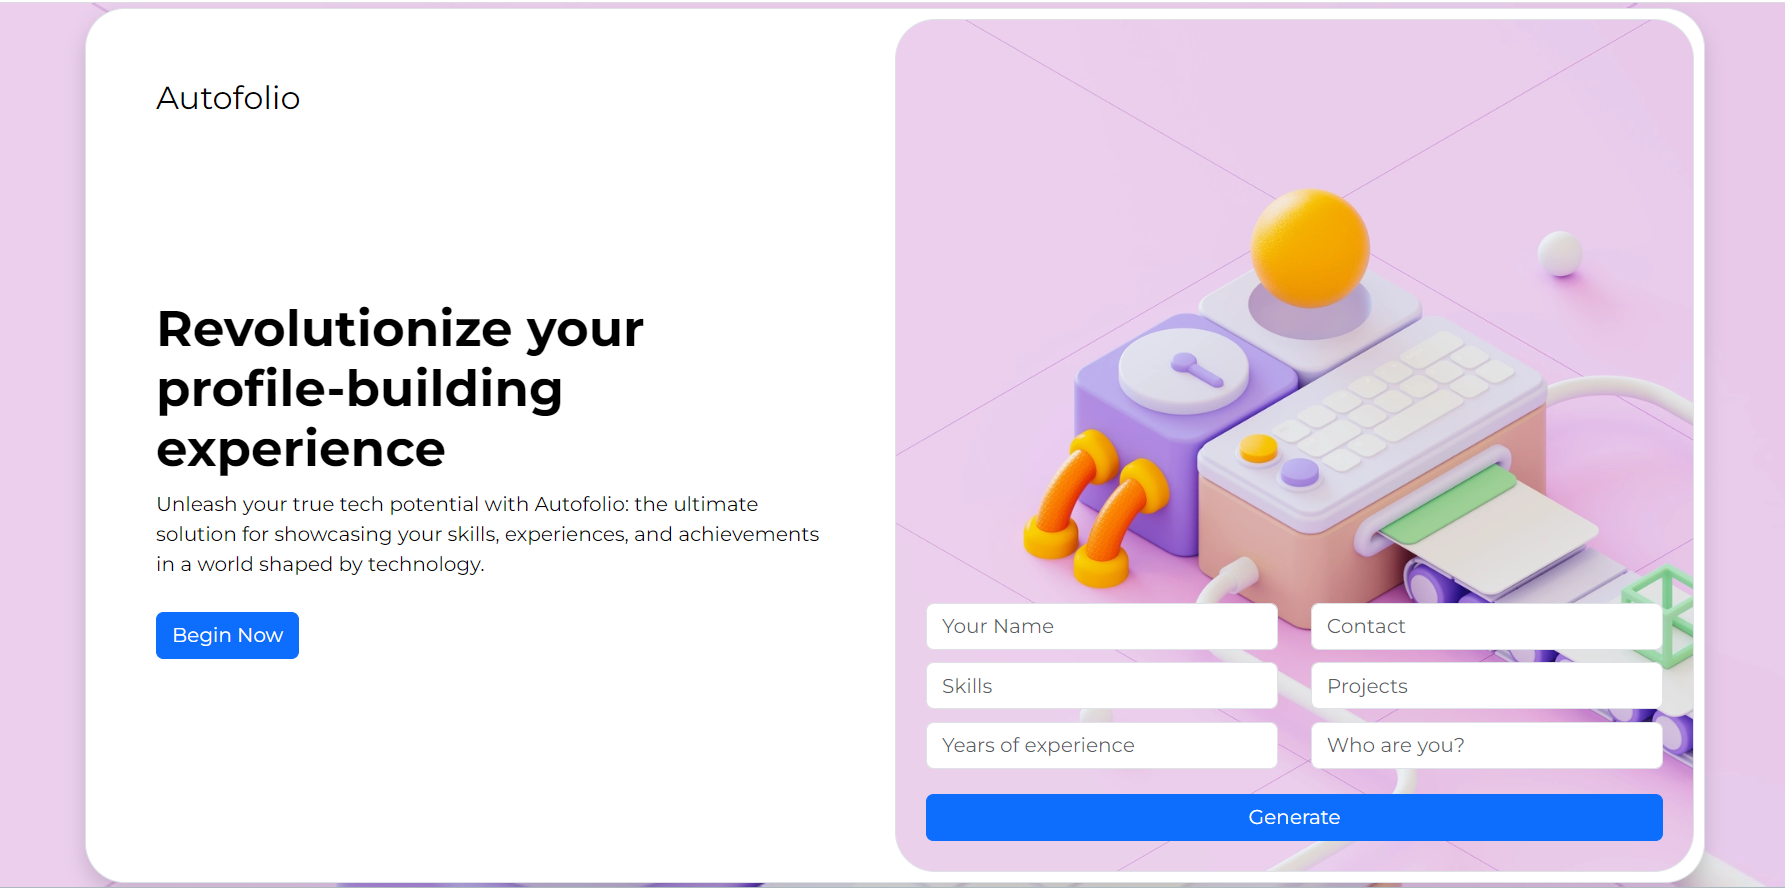 Autofolio
Revolutionize your
profile-building
experience
Unleash your true tech potential with Autofolio: the ultimate
solution for showcasing your skills, experiences, and achievements
in a world shaped by technology.
Begin Now
Your Name
Contact
Skills
Projects
Years of experience
Who are you?
Generate